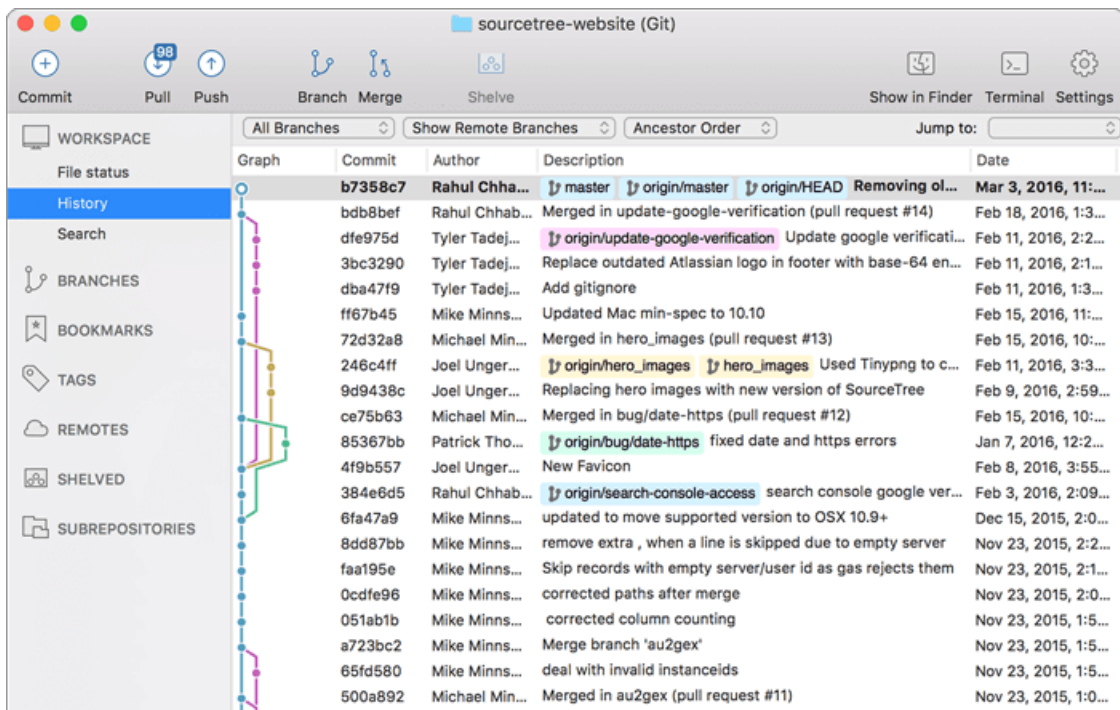 sourcetree-website (Git)
98
Commit Pull Push Branch Merge Shelve Show in Finder Terminal Settings
WORKSPACE
File status
History
Search
BRANCHES
BOOKMARKS
TAGS
REMOTES
SHELVED
SUBREPOSITORIES
All Branches Show Remote Branches Ancestor Order Jump to:
Graph Commit Author Description Date
b7358c7 Rahul Chha... master origin/master origin/HEAD Removing ol... Mar 3, 2016, 11:...
bdb8bef Rahul Chhab... Merged in update-google-verification (pull request #14) Feb 18, 2016, 1:3...
dfe975d Tyler Tadej... origin/update-google-verification Update google verificati... Feb 11, 2016, 2:2...
3bc3290 Tyler Tadej... Replace outdated Atlassian logo in footer with base-64 en... Feb 11, 2016, 2:1...
dba47f9 Tyler Tadej... Add gitignore Feb 11, 2016, 1:3...
ff67b45 Mike Minns... Updated Mac min-spec to 10.10 Feb 15, 2016, 11:...
72d32a8 Michael Min... Merged in hero_images (pull request #13) Feb 15, 2016, 10:...
246c4ff Joel Unger... origin/hero_images hero_images Used Tinypng to c... Feb 11, 2016, 3:3...
9d9438c Joel Unger... Replacing hero images with new version of SourceTree Feb 9, 2016, 2:59...
ce75b63 Michael Min... Merged in bug/date-https (pull request #12) Feb 15, 2016, 10:...
85367bb Patrick Tho... origin/bug/date-https fixed date and https errors Jan 7, 2016, 12:2...
4f9b557 Joel Unger... New Favicon Feb 8, 2016, 3:55...
384e6d5 Rahul Chhab... origin/search-console-access search console google ver... Feb 3, 2016, 2:09...
6fa47a9 Mike Minns... updated to move supported version to OSX 10.9+ Dec 15, 2015, 2:0...
8dd87bb Mike Minns... remove extra , when a line is skipped due to empty server Nov 23, 2015, 2:2...
faa195e Mike Minns... Skip records with empty server/user id as gas rejects them Nov 23, 2015, 2:1...
0cdfe96 Mike Minns... corrected paths after merge Nov 23, 2015, 2:0...
051ab1b Mike Minns... corrected column counting Nov 23, 2015, 1:5...
a723bc2 Mike Minns... Merge branch 'au2gex' Nov 23, 2015, 1:5...
65fd580 Mike Minns... deal with invalid instanceids Nov 23, 2015, 1:5...
500a892 Michael Min... Merged in au2gex (pull request #11) Nov 23, 2015, 1:0...